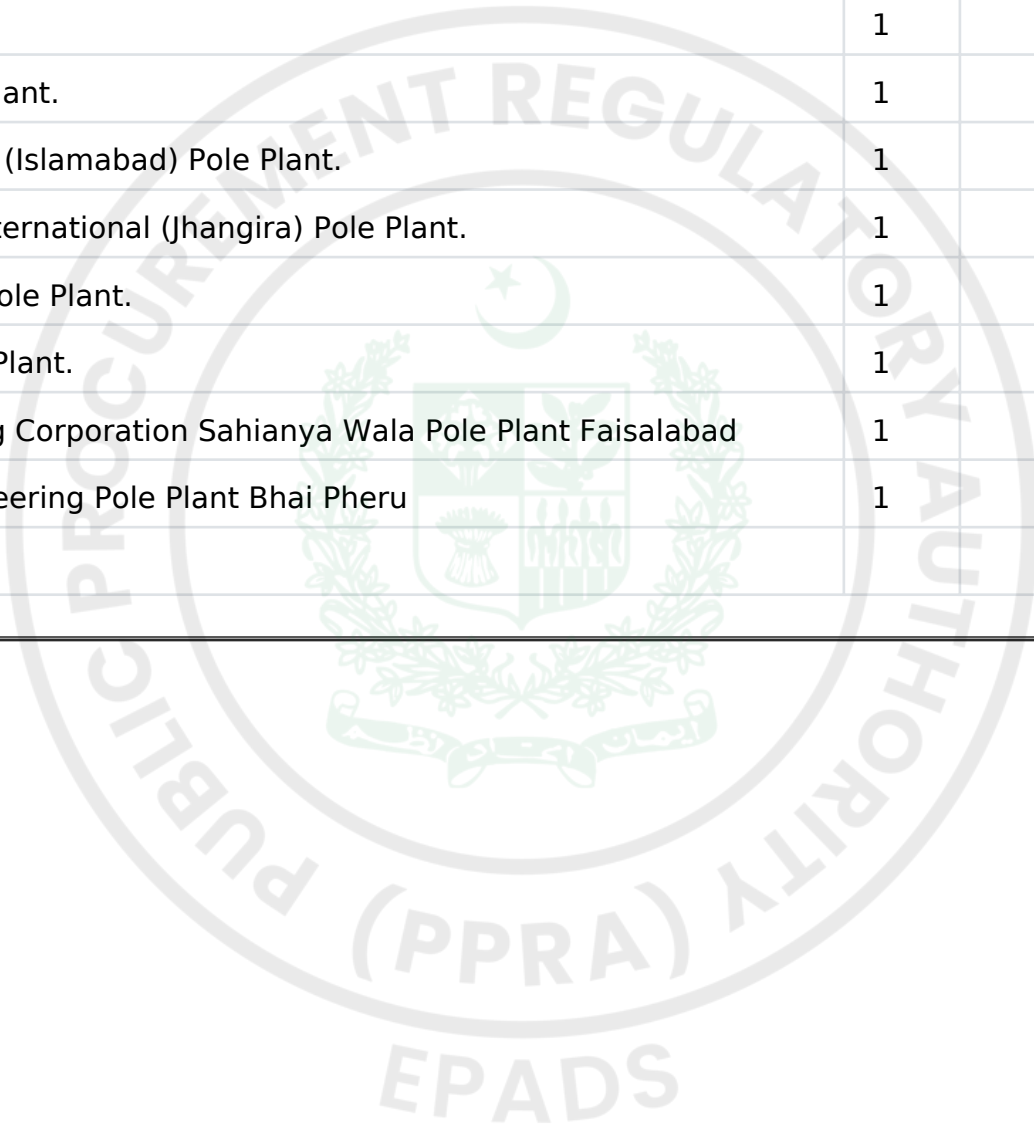 1
ant. 1
(Islamabad) Pole Plant. 1
ternational (Jhangira) Pole Plant. 1
ole Plant. 1
Plant. 1
g Corporation Sahianya Wala Pole Plant Faisalabad 1
eering Pole Plant Bhai Pheru 1
PUBLIC PROCUREMENT REGULATORY AUTHORITY
(PPRA)
EPADS